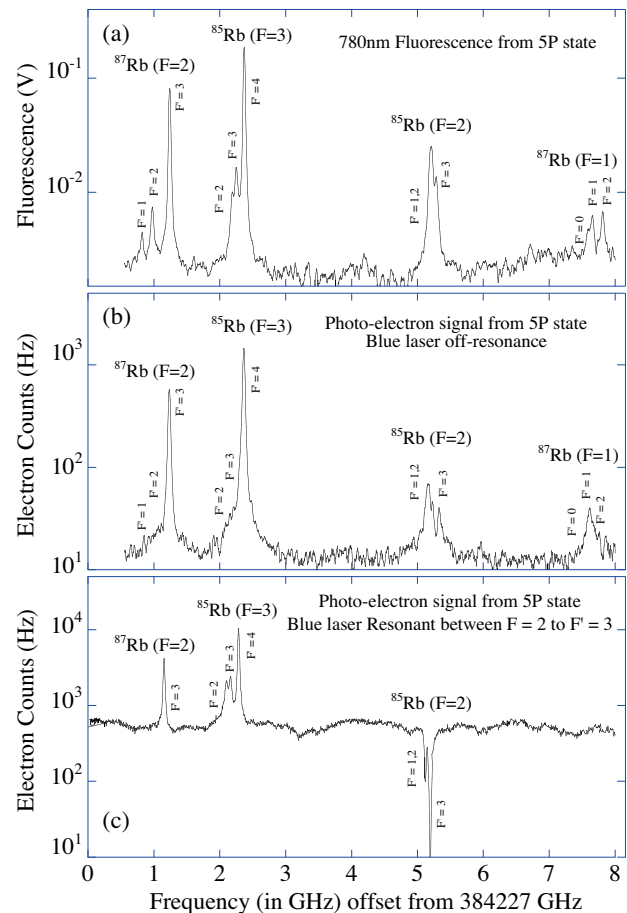 (a)
780nm Fluorescence from 5P state
⁸⁷Rb (F=2)
⁸⁵Rb (F=3)
⁸⁵Rb (F=2)
⁸⁷Rb (F=1)
F' = 1
F' = 2
F' = 3
F' = 2
F' = 3
F' = 4
F' = 1,2
F' = 3
F' = 0
F' = 1
F' = 2
10⁻¹
10⁻²
Fluorescence (V)
(b)
Photo-electron signal from 5P state
Blue laser off-resonance
⁸⁷Rb (F=2)
⁸⁵Rb (F=3)
⁸⁵Rb (F=2)
⁸⁷Rb (F=1)
F' = 1
F' = 2
F' = 3
F' = 2
F' = 3
F' = 4
F' = 1,2
F' = 3
F' = 0
F' = 1
F' = 2
10³
10²
10¹
Electron Counts (Hz)
Photo-electron signal from 5P state
Blue laser Resonant between F = 2 to F' = 3
⁸⁷Rb (F=2)
⁸⁵Rb (F=3)
⁸⁵Rb (F=2)
F' = 3
F' = 2
F' = 3
F' = 4
F' = 1,2
F' = 3
10⁴
10³
10²
10¹
Electron Counts (Hz)
(c)
0 1 2 3 4 5 6 7 8
Frequency (in GHz) offset from 384227 GHz